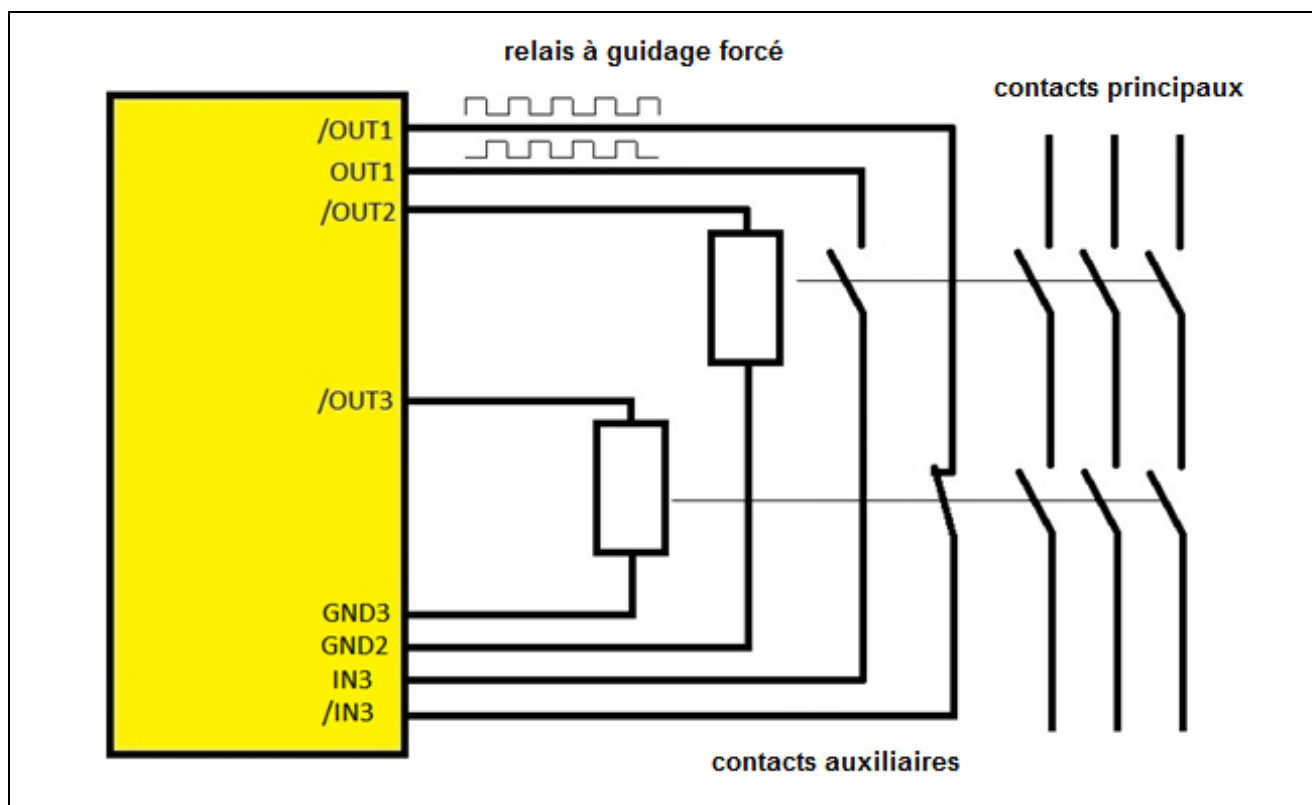 relais à guidage forcé
contacts principaux
/OUT1
OUT1
/OUT2
/OUT3
GND3
GND2
IN3
/IN3
contacts auxiliaires